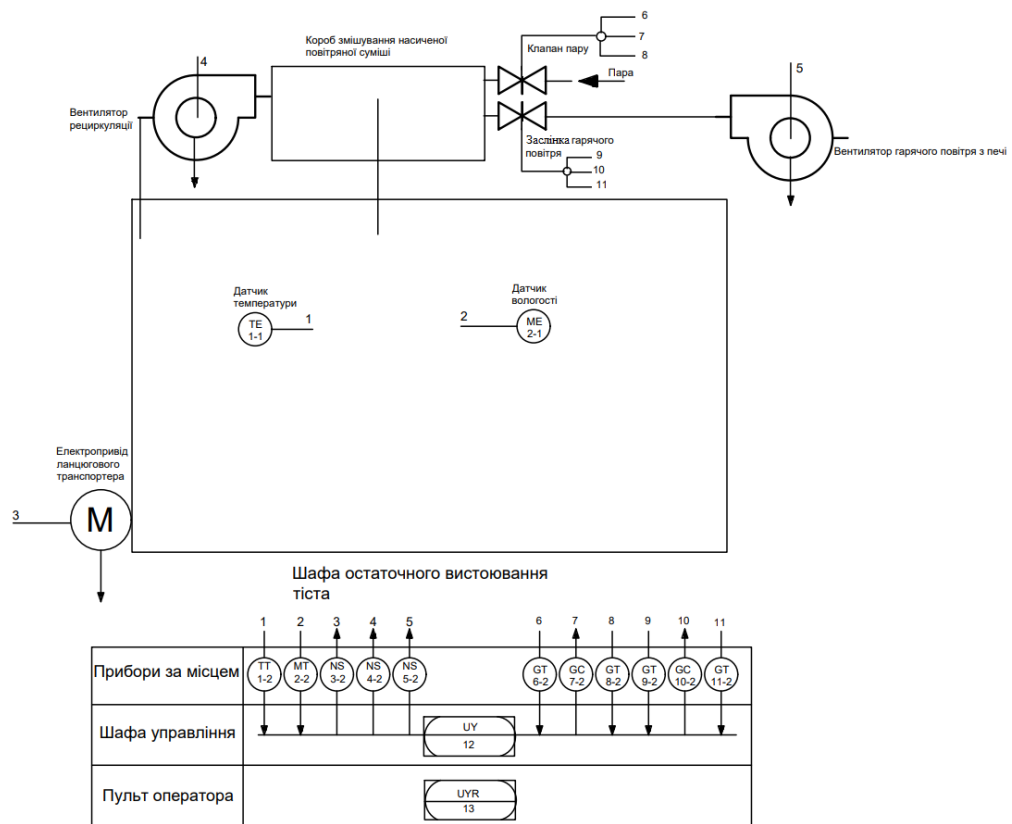 6
Короб змішування насиченої
повітряної суміші
7
Клапан пару
8
4
Пара
5
Вентилятор
рециркуляції
Заслінка гарячого
повітря
9
10
11
Вентилятор гарячого повітря з печі
Датчик
температури
Датчик
вологості
1
2
TE
1-1
ME
2-1
Електропривід
ланцюгового
транспортера
3
M
Шафа остаточного вистоювання
тіста
1 2 3 4 5 6 7 8 9 10 11
Прибори за місцем
TT
1-2
MT
2-2
NS
3-2
NS
4-2
NS
5-2
GT
6-2
GC
7-2
GT
8-2
GT
9-2
GC
10-2
GT
11-2
Шафа управління
UY
12
Пульт оператора
UYR
13